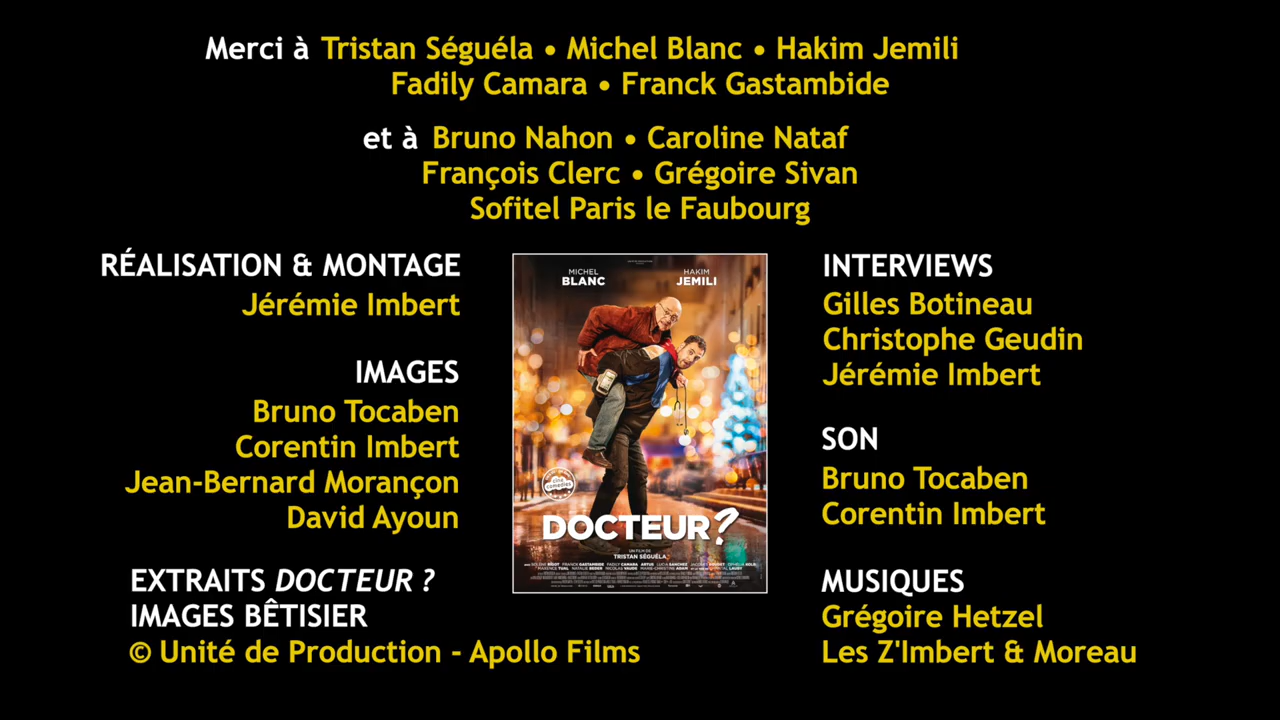 Merci à Tristan Séguéla • Michel Blanc • Hakim Jemili
Fadily Camara • Franck Gastambide
et à Bruno Nahon • Caroline Nataf
François Clerc • Grégoire Sivan
Sofitel Paris le Faubourg
RÉALISATION & MONTAGE
Jérémie Imbert
IMAGES
Bruno Tocaben
Corentin Imbert
Jean-Bernard Morançon
David Ayoun
EXTRAITS DOCTEUR ?
IMAGES BÊTISIER
© Unité de Production - Apollo Films
MICHEL
BLANC
HAKIM
JEMILI
ciné
comédies
DOCTEUR ?
UN FILM DE
TRISTAN SÉGUÉLA
INTERVIEWS
Gilles Botineau
Christophe Geudin
Jérémie Imbert
SON
Bruno Tocaben
Corentin Imbert
MUSIQUES
Grégoire Hetzel
Les Z'Imbert & Moreau